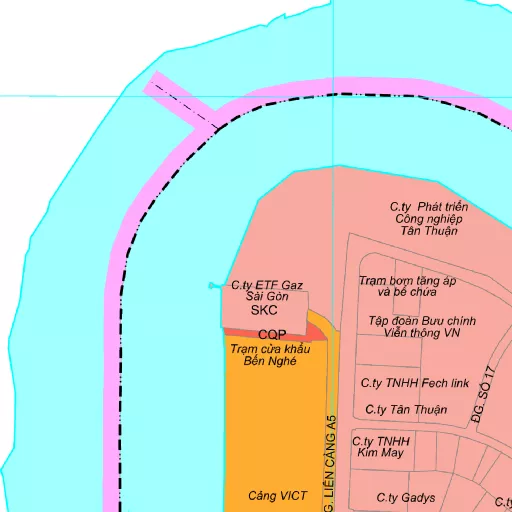 C.ty Phát triển
Công nghiệp
Tân Thuận
C.ty ETF Gaz
Sài Gòn
SKC
Trạm bơm tăng áp
và bể chứa
Tập đoàn Bưu chính
Viễn thông VN
CQP
Trạm cửa khẩu
Bến Nghé
C.ty TNHH Fech link
C.ty Tân Thuận
ĐG. SỐ 17
C.ty TNHH
Kim May
G. LIÊN CẢNG A5
Cảng VICT
C.ty Gadys
C.ty